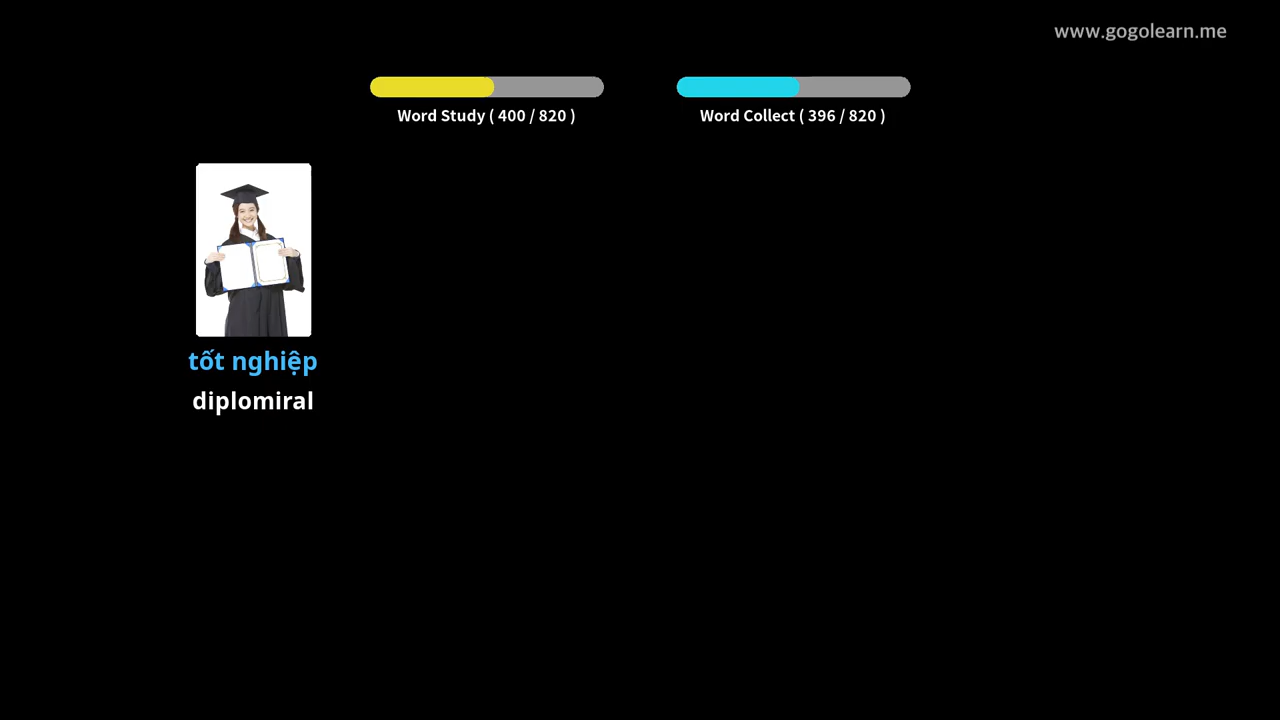 www.gogolearn.me
Word Study ( 400 / 820 )
Word Collect ( 396 / 820 )
tốt nghiệp
diplomiral